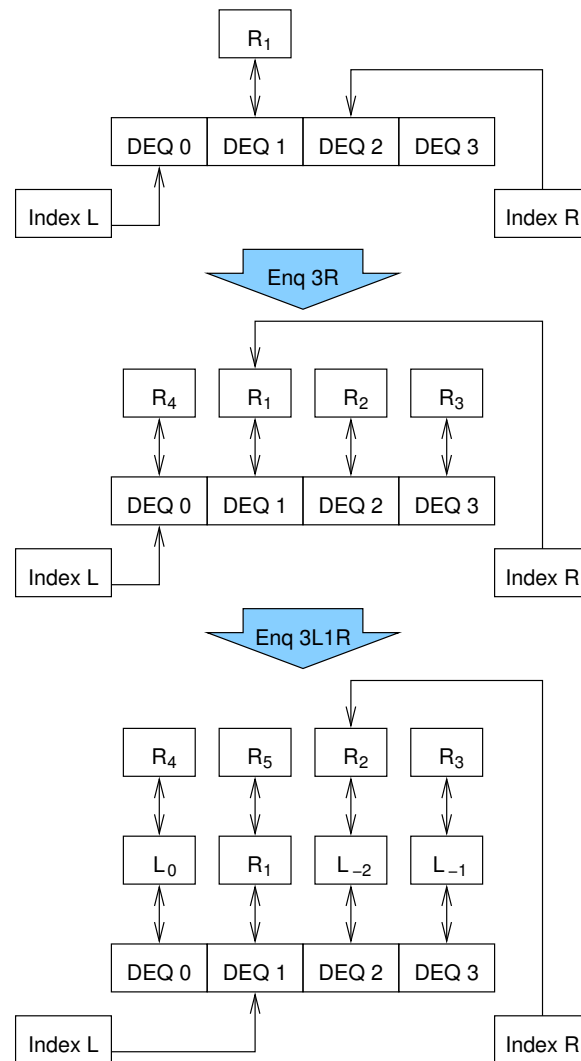 R₁
DEQ 0 DEQ 1 DEQ 2 DEQ 3
Index L Index R
Enq 3R
R₄ R₁ R₂ R₃
DEQ 0 DEQ 1 DEQ 2 DEQ 3
Index L Index R
Enq 3L1R
R₄ R₅ R₂ R₃
L₀ R₁ L₋₂ L₋₁
DEQ 0 DEQ 1 DEQ 2 DEQ 3
Index L Index R